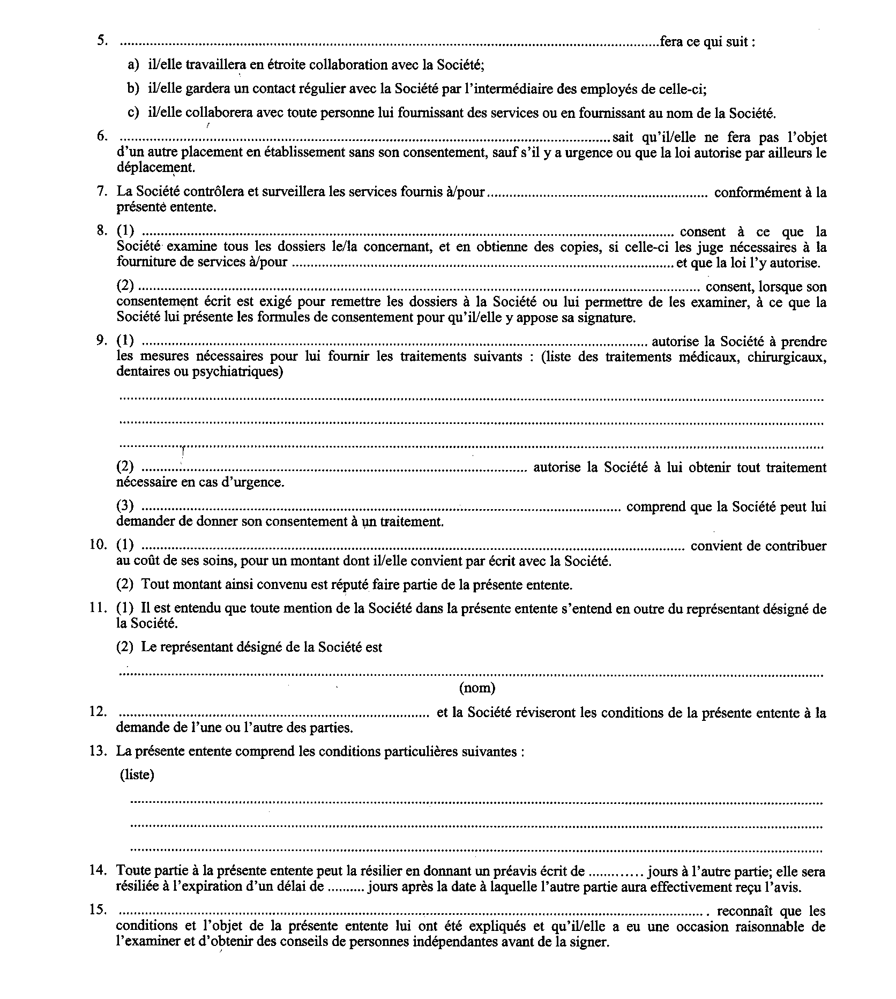 5. ........................................................................fera ce qui suit :
a) il/elle travaillera en étroite collaboration avec la Société;
b) il/elle gardera un contact régulier avec la Société par l'intermédiaire des employés de celle-ci;
c) il/elle collaborera avec toute personne lui fournissant des services ou en fournissant au nom de la Société.
6. ........................................................................ sait qu'il/elle ne fera pas l'objet
d'un autre placement en établissement sans son consentement, sauf s'il y a urgence ou que la loi autorise par ailleurs le
déplacement.
7. La Société contrôlera et surveillera les services fournis à/pour........................................ conformément à la
présente entente.
8. (1) ........................................................................ consent à ce que la
Société examine tous les dossiers le/la concernant, et en obtienne des copies, si celle-ci les juge nécessaires à la
fourniture de services à/pour ........................................................ et que la loi l'y autorise.
(2) ........................................................................ consent, lorsque son
consentement écrit est exigé pour remettre les dossiers à la Société ou lui permettre de les examiner, à ce que la
Société lui présente les formules de consentement pour qu'il/elle y appose sa signature.
9. (1) ........................................................................ autorise la Société à prendre
les mesures nécessaires pour lui fournir les traitements suivants : (liste des traitements médicaux, chirurgicaux,
dentaires ou psychiatriques)
........................................................................
........................................................................
........................................................................
(2) ........................................................................ autorise la Société à lui obtenir tout traitement
nécessaire en cas d'urgence.
(3) ........................................................................ comprend que la Société peut lui
demander de donner son consentement à un traitement.
10. (1) ........................................................................ convient de contribuer
au coût de ses soins, pour un montant dont il/elle convient par écrit avec la Société.
(2) Tout montant ainsi convenu est réputé faire partie de la présente entente.
11. (1) Il est entendu que toute mention de la Société dans la présente entente s'entend en outre du représentant désigné de
la Société.
(2) Le représentant désigné de la Société est
........................................................................
(nom)
12. ........................................................ et la Société réviseront les conditions de la présente entente à la
demande de l'une ou l'autre des parties.
13. La présente entente comprend les conditions particulières suivantes :
(liste)
........................................................................
........................................................................
........................................................................
14. Toute partie à la présente entente peut la résilier en donnant un préavis écrit de ............. jours à l'autre partie; elle sera
résiliée à l'expiration d'un délai de .......... jours après la date à laquelle l'autre partie aura effectivement reçu l'avis.
15. ........................................................................ . reconnaît que les
conditions et l'objet de la présente entente lui ont été expliqués et qu'il/elle a eu une occasion raisonnable de
l'examiner et d'obtenir des conseils de personnes indépendantes avant de la signer.